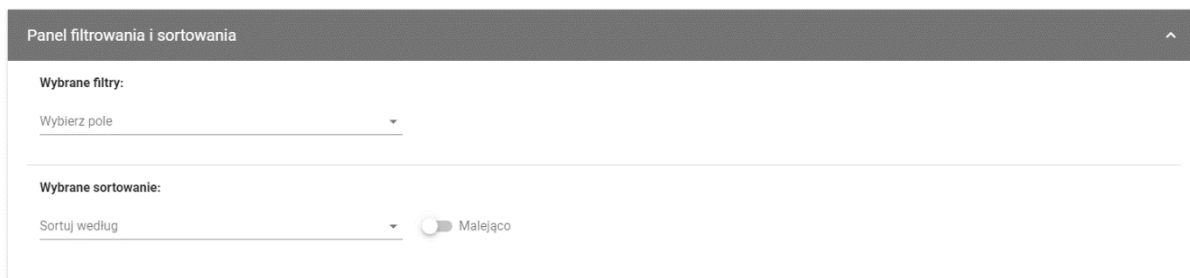 Panel filtrowania i sortowania
Wybrane filtry:
Wybierz pole
Wybrane sortowanie:
Sortuj według
Malejąco